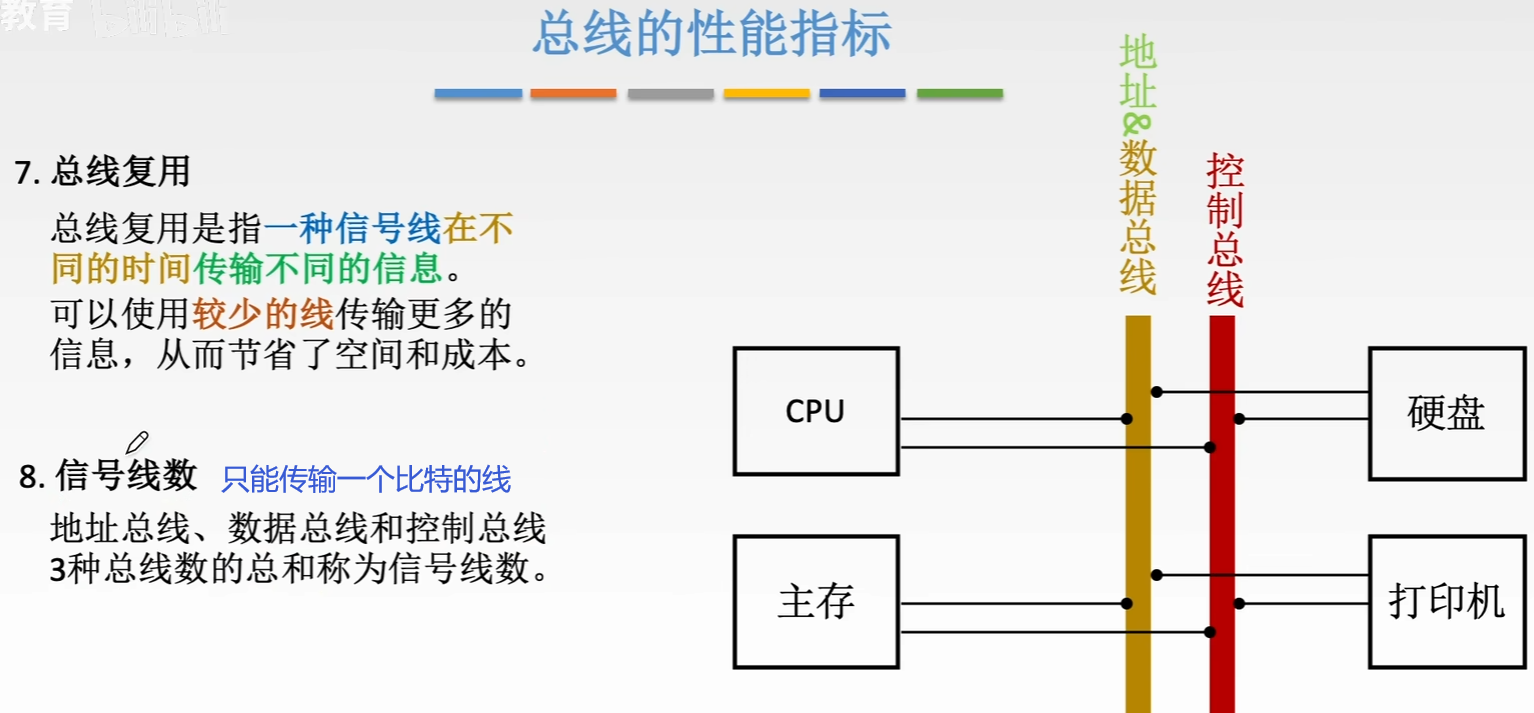 教育 bilibili
总线的性能指标
7. 总线复用
总线复用是指一种信号线在不
同的时间传输不同的信息。
可以使用较少的线传输更多的
信息，从而节省了空间和成本。
8. 信号线数 只能传输一个比特的线
地址总线、数据总线和控制总线
3种总线数的总和称为信号线数。
地址&数据总线
控制总线
CPU
硬盘
主存
打印机